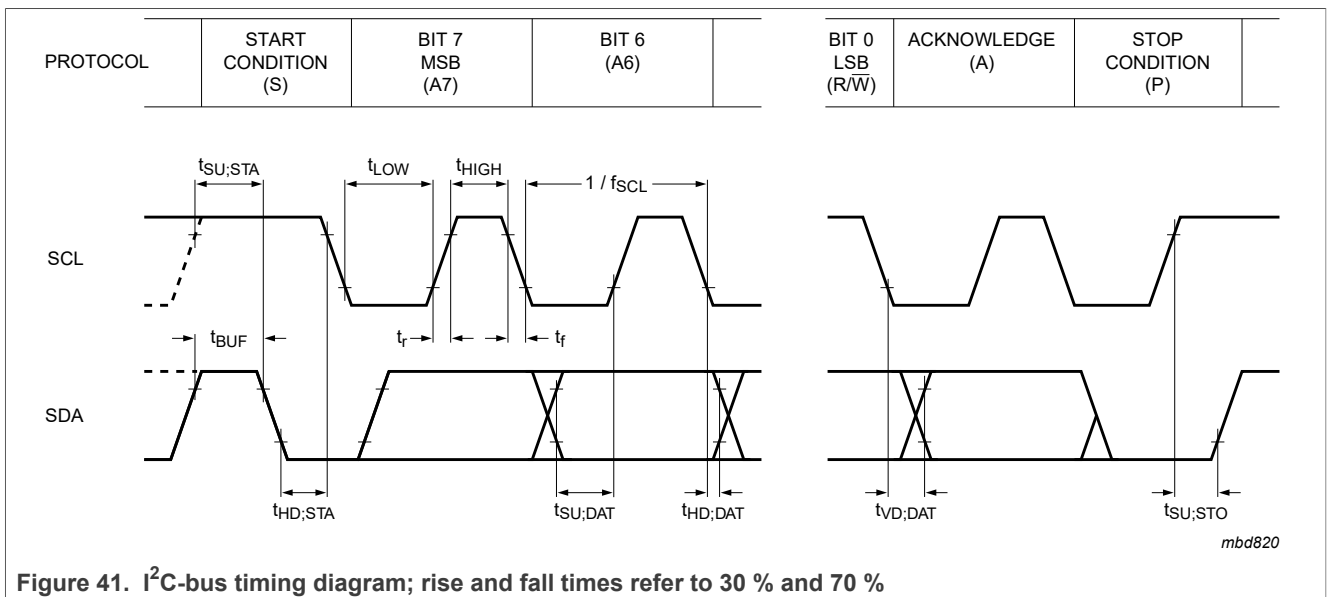 PROTOCOL
START
CONDITION
(S)
BIT 7
MSB
(A7)
BIT 6
(A6)
BIT 0
LSB
(R/W̅)
ACKNOWLEDGE
(A)
STOP
CONDITION
(P)
tSU;STA
tLOW
tHIGH
1 / fSCL
SCL
tBUF
tr
tf
SDA
tHD;STA
tSU;DAT
tHD;DAT
tVD;DAT
tSU;STO
mbd820
Figure 41. I²C-bus timing diagram; rise and fall times refer to 30 % and 70 %